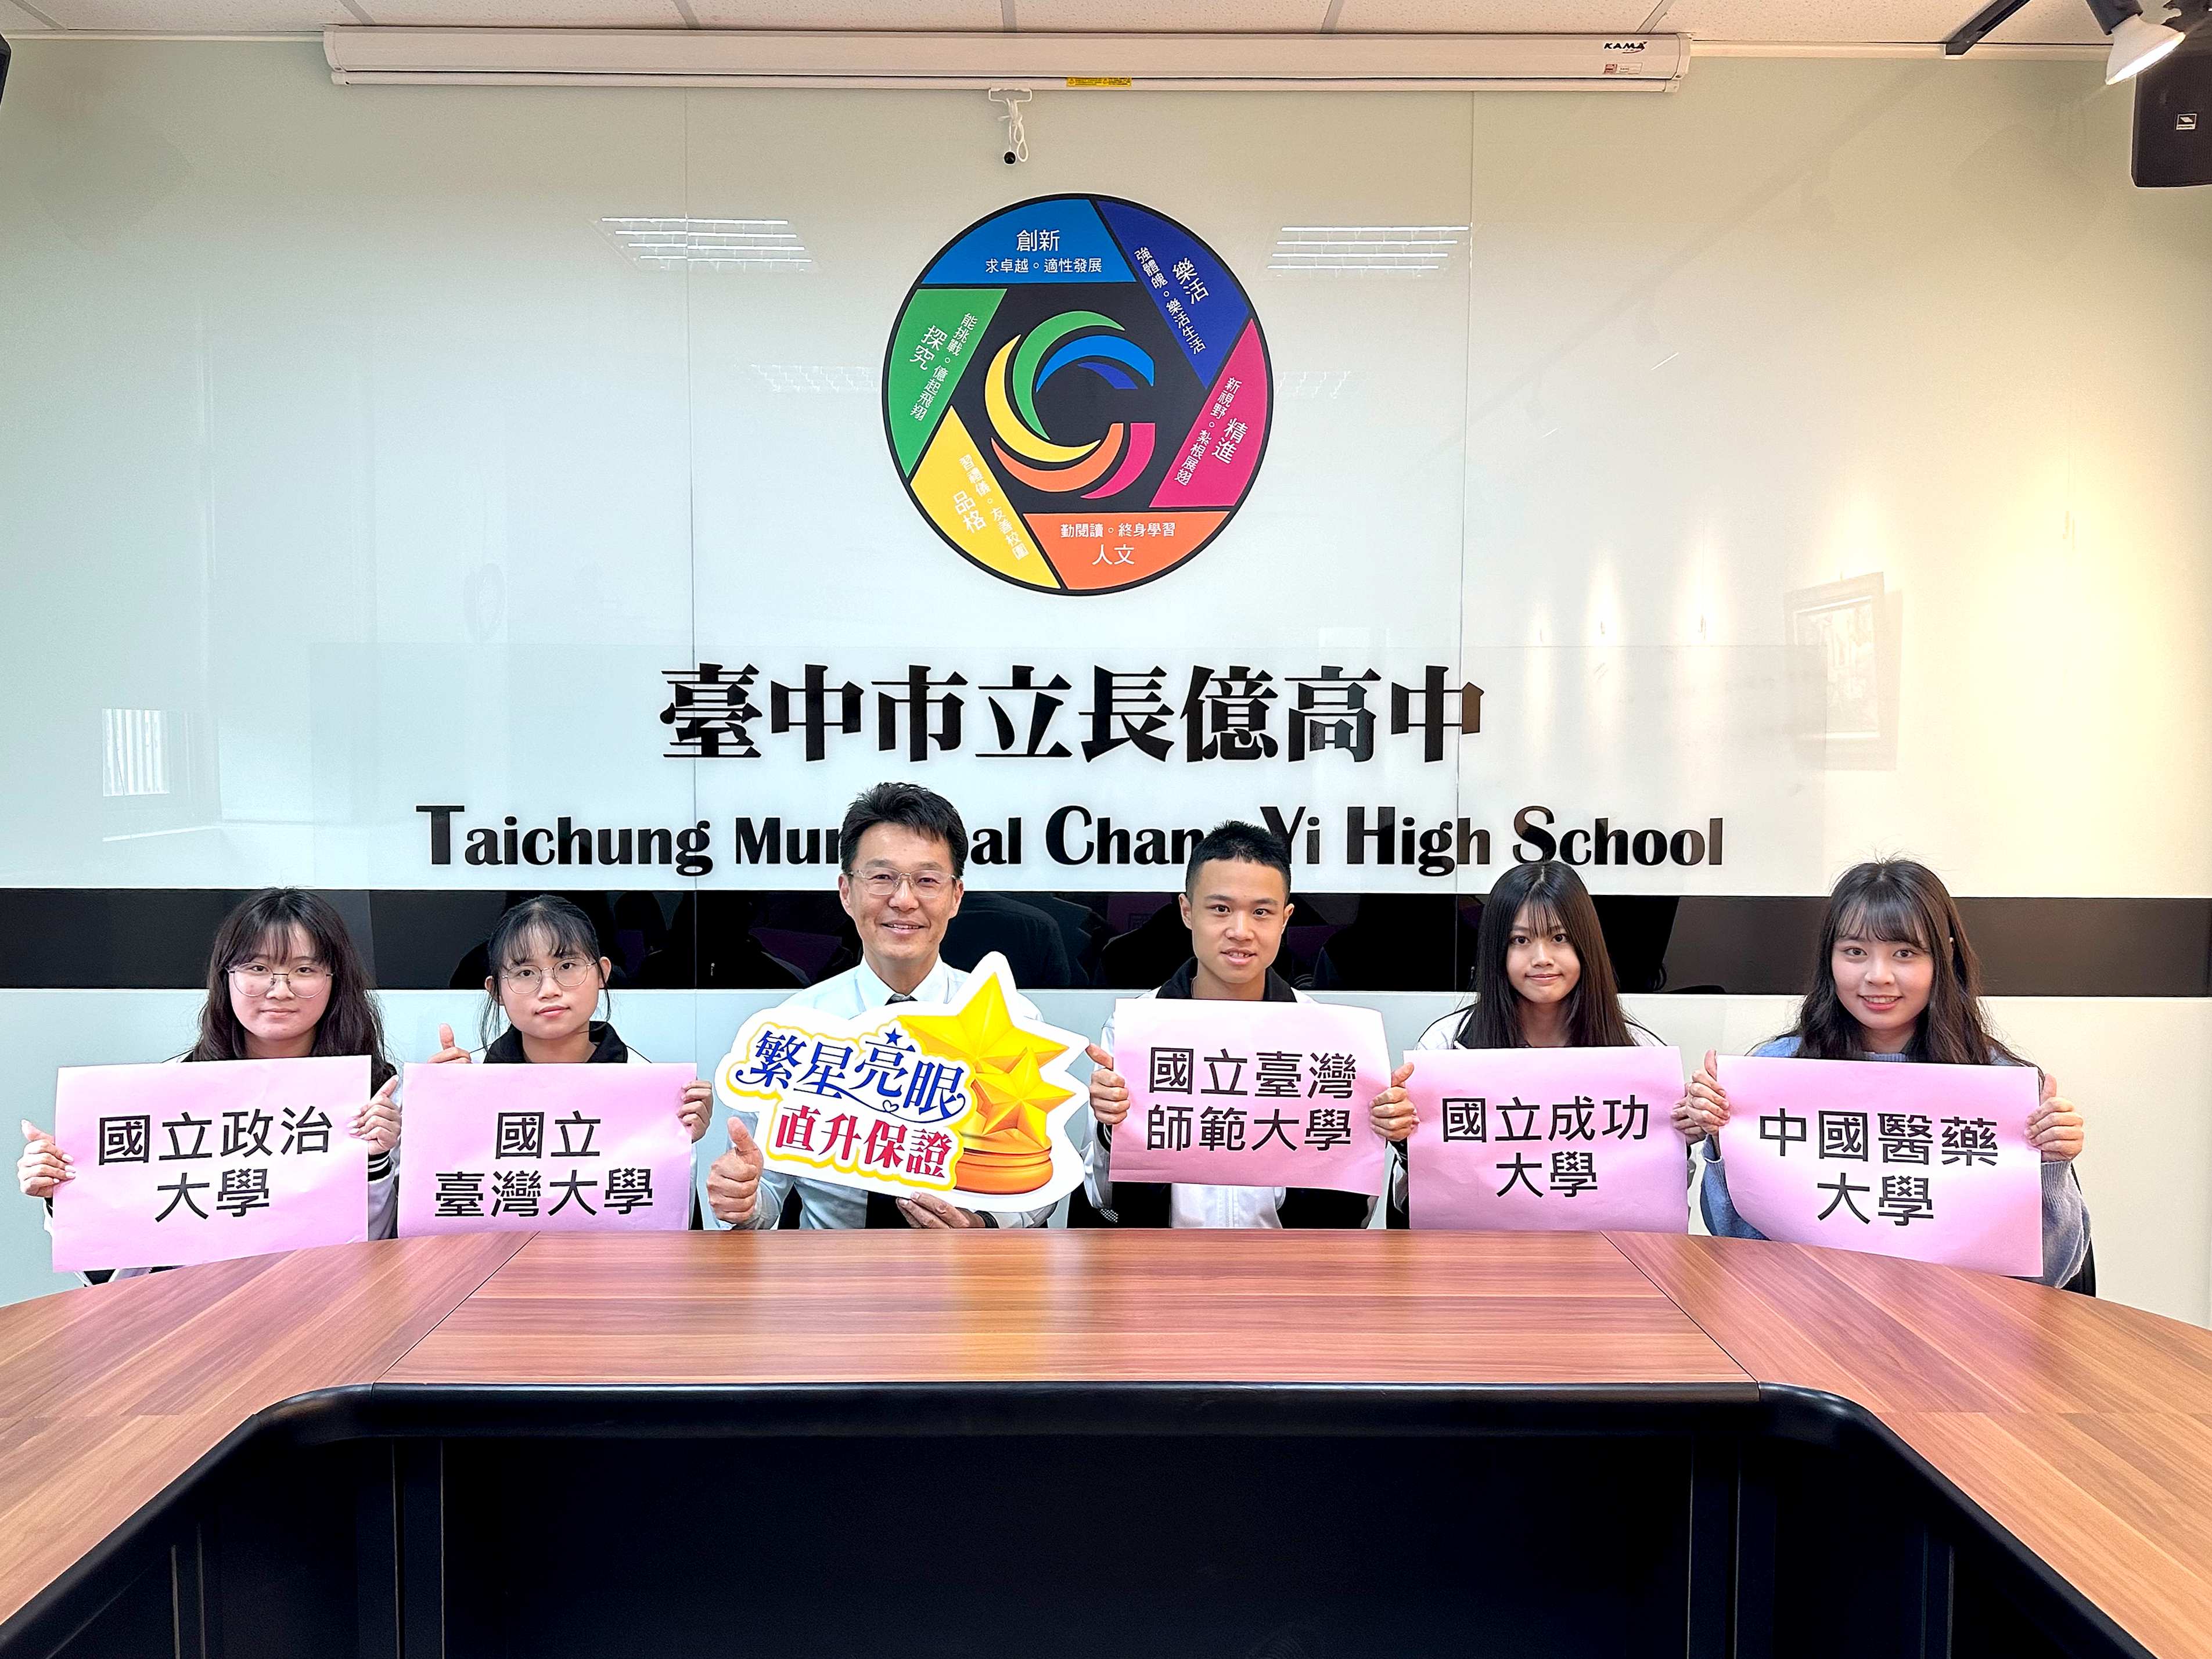 KAMA
創新
求卓越。適性發展
樂活
強體魄。樂活生活
精進
新視野。紮根展翅
能挑戰。億起飛翔
探究
習禮儀。友善校園
品格
勤閱讀。終身學習
人文
臺中市立長億高中
Taichung Mun pal Chan Yi High School
繁星亮眼
直升保證
國立政治
大學
國立
臺灣大學
國立臺灣
師範大學
國立成功
大學
中國醫藥
大學